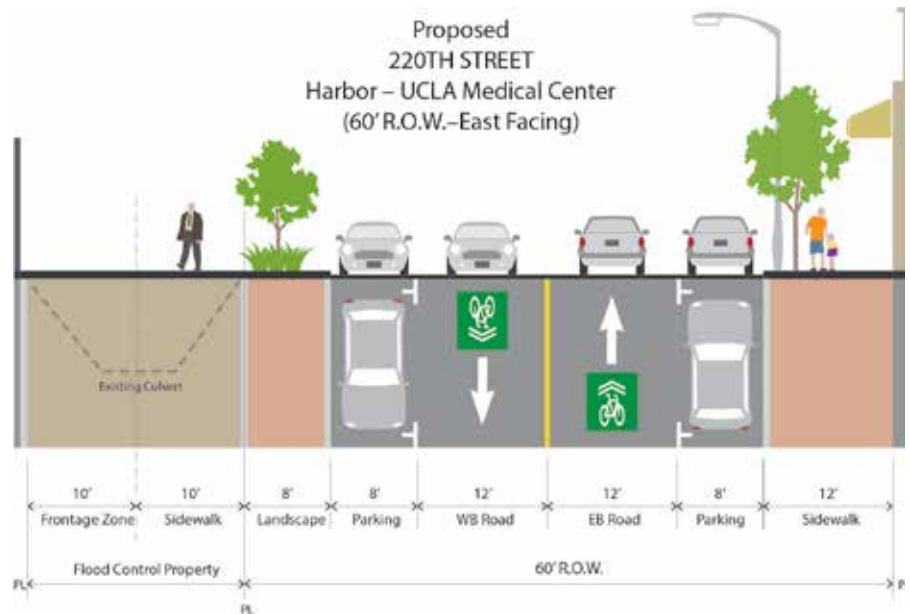 Proposed
220TH STREET
Harbor – UCLA Medical Center
(60' R.O.W.–East Facing)
Existing Culvert
10' 10' 8' 8' 12' 12' 8' 12'
Frontage Zone Sidewalk Landscape Parking WB Road EB Road Parking Sidewalk
Flood Control Property 60' R.O.W.
PL
PL